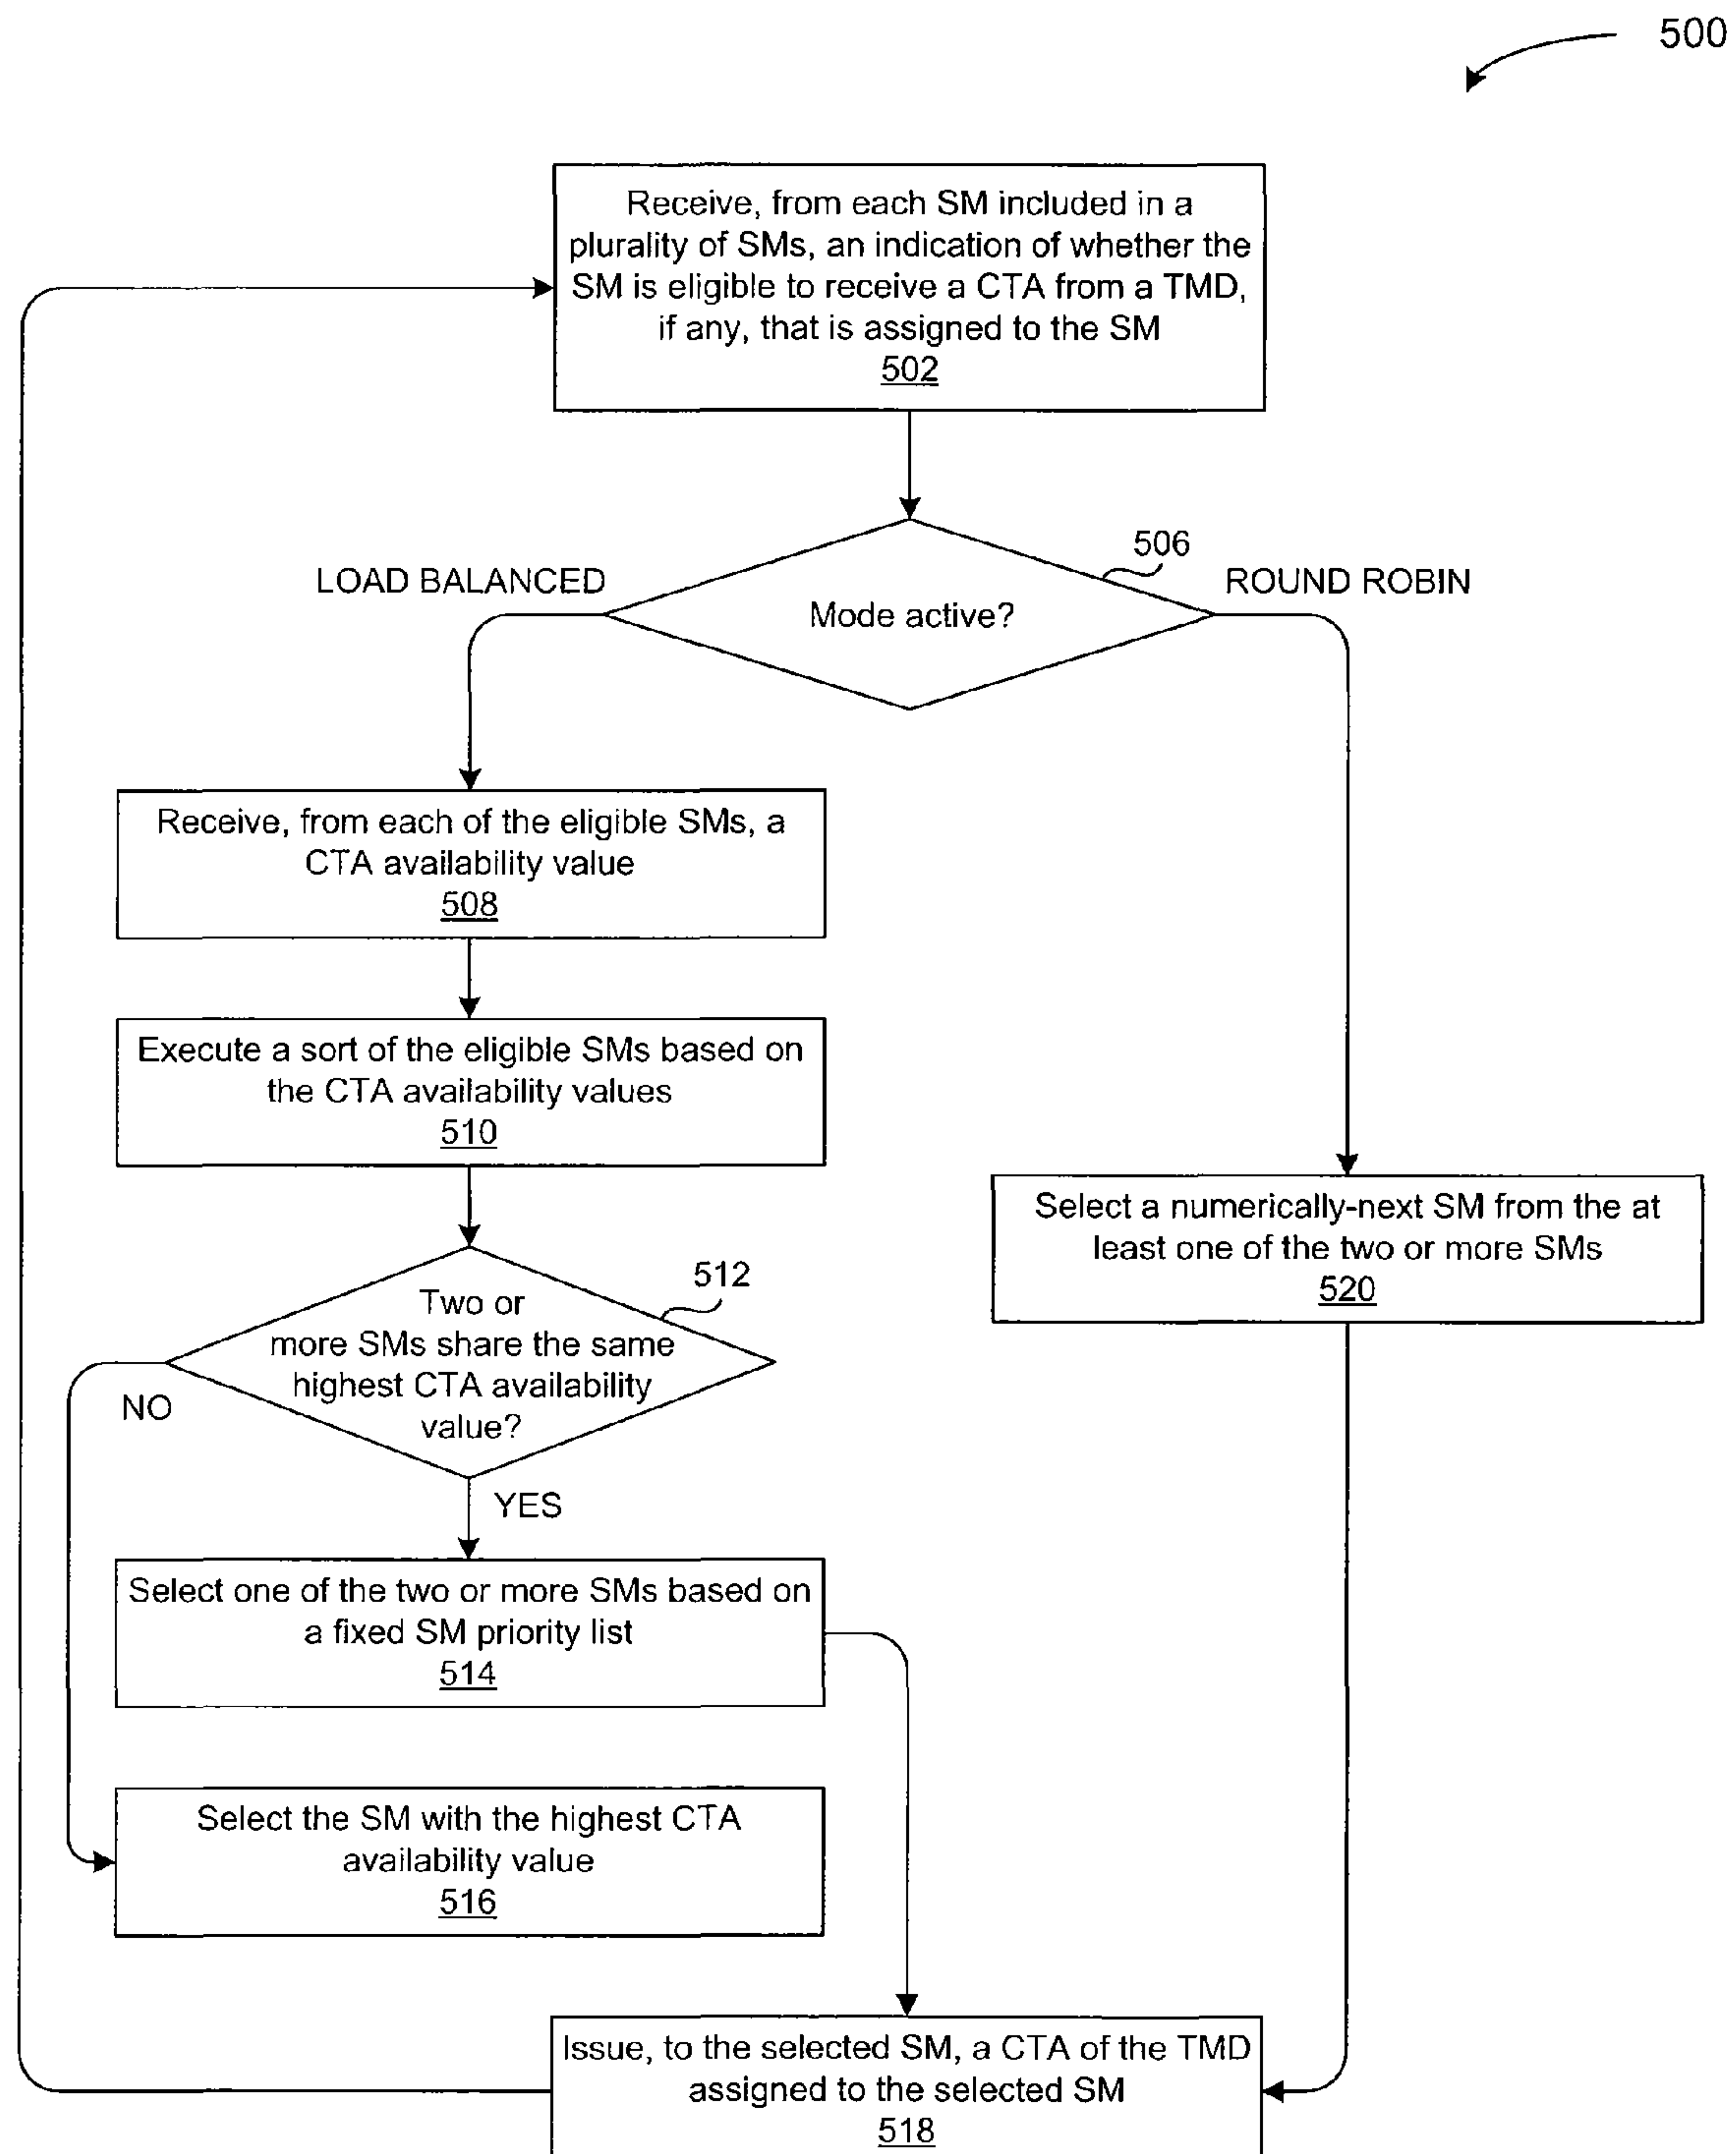 500
Receive, from each SM included in a
plurality of SMs, an indication of whether the
SM is eligible to receive a CTA from a TMD,
if any, that is assigned to the SM
502
506
LOAD BALANCED
ROUND ROBIN
Mode active?
Receive, from each of the eligible SMs, a
CTA availability value
508
Execute a sort of the eligible SMs based on
the CTA availability values
510
Select a numerically-next SM from the at
least one of the two or more SMs
520
512
Two or
more SMs share the same
highest CTA availability
value?
NO
YES
Select one of the two or more SMs based on
a fixed SM priority list
514
Select the SM with the highest CTA
availability value
516
Issue, to the selected SM, a CTA of the TMD
assigned to the selected SM
518